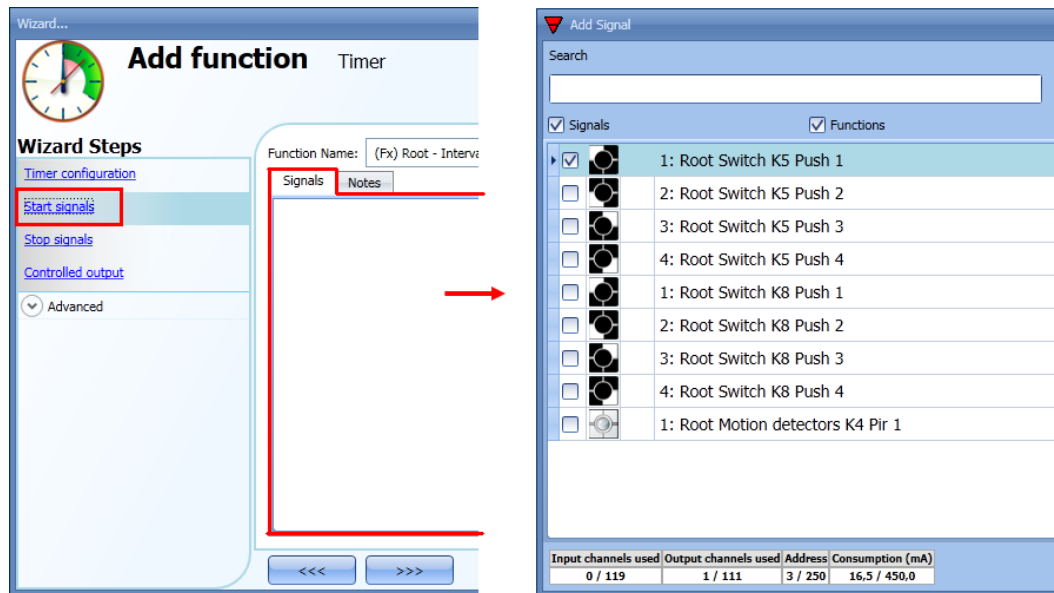 Wizard...
Add function Timer
Wizard Steps
Timer configuration
Start signals
Stop signals
Controlled output
Advanced
Function Name: (Fx) Root - Interva
Signals Notes
<<< >>>
Add Signal
Search
Signals Functions
1: Root Switch K5 Push 1
2: Root Switch K5 Push 2
3: Root Switch K5 Push 3
4: Root Switch K5 Push 4
1: Root Switch K8 Push 1
2: Root Switch K8 Push 2
3: Root Switch K8 Push 3
4: Root Switch K8 Push 4
1: Root Motion detectors K4 Pir 1
Input channels used Output channels used Address Consumption (mA)
0 / 119 1 / 111 3 / 250 16,5 / 450,0